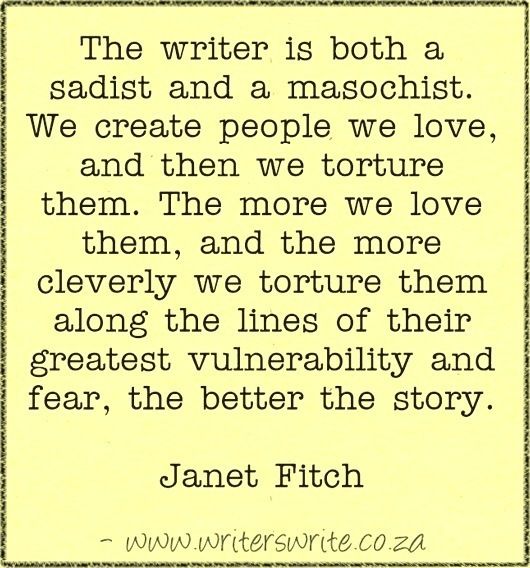 The writer is both a
sadist and a masochist.
We create people we love,
and then we torture
them. The more we love
them, and the more
cleverly we torture them
along the lines of their
greatest vulnerability and
fear, the better the story.
Janet Fitch
- www.writerswrite.co.za